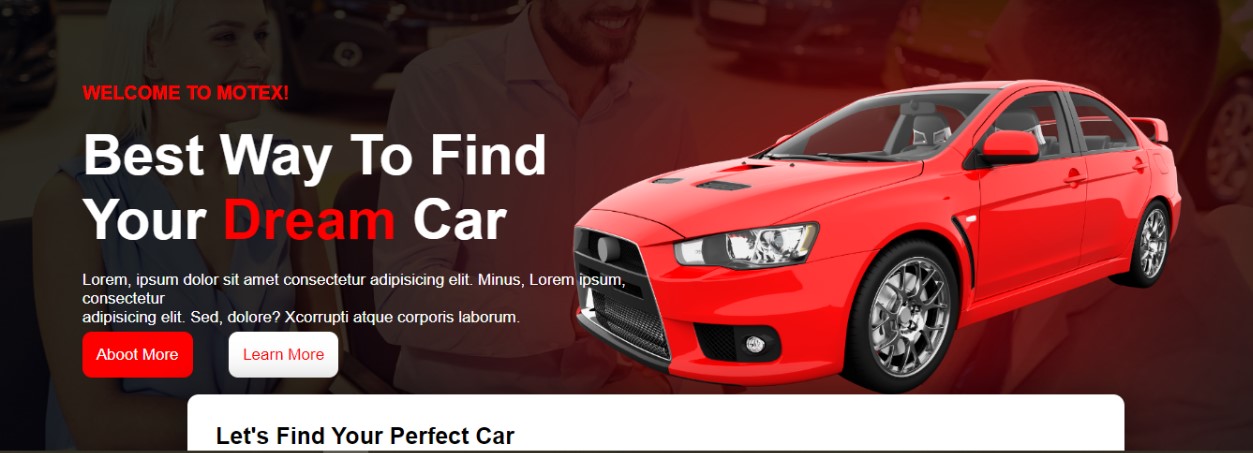 WELCOME TO MOTEX!
Best Way To Find
Your Dream Car
Lorem, ipsum dolor sit amet consectetur adipisicing elit. Minus, Lorem ipsum,
consectetur
adipisicing elit. Sed, dolore? Xcorrupti atque corporis laborum.
Aboot More
Learn More
Let's Find Your Perfect Car